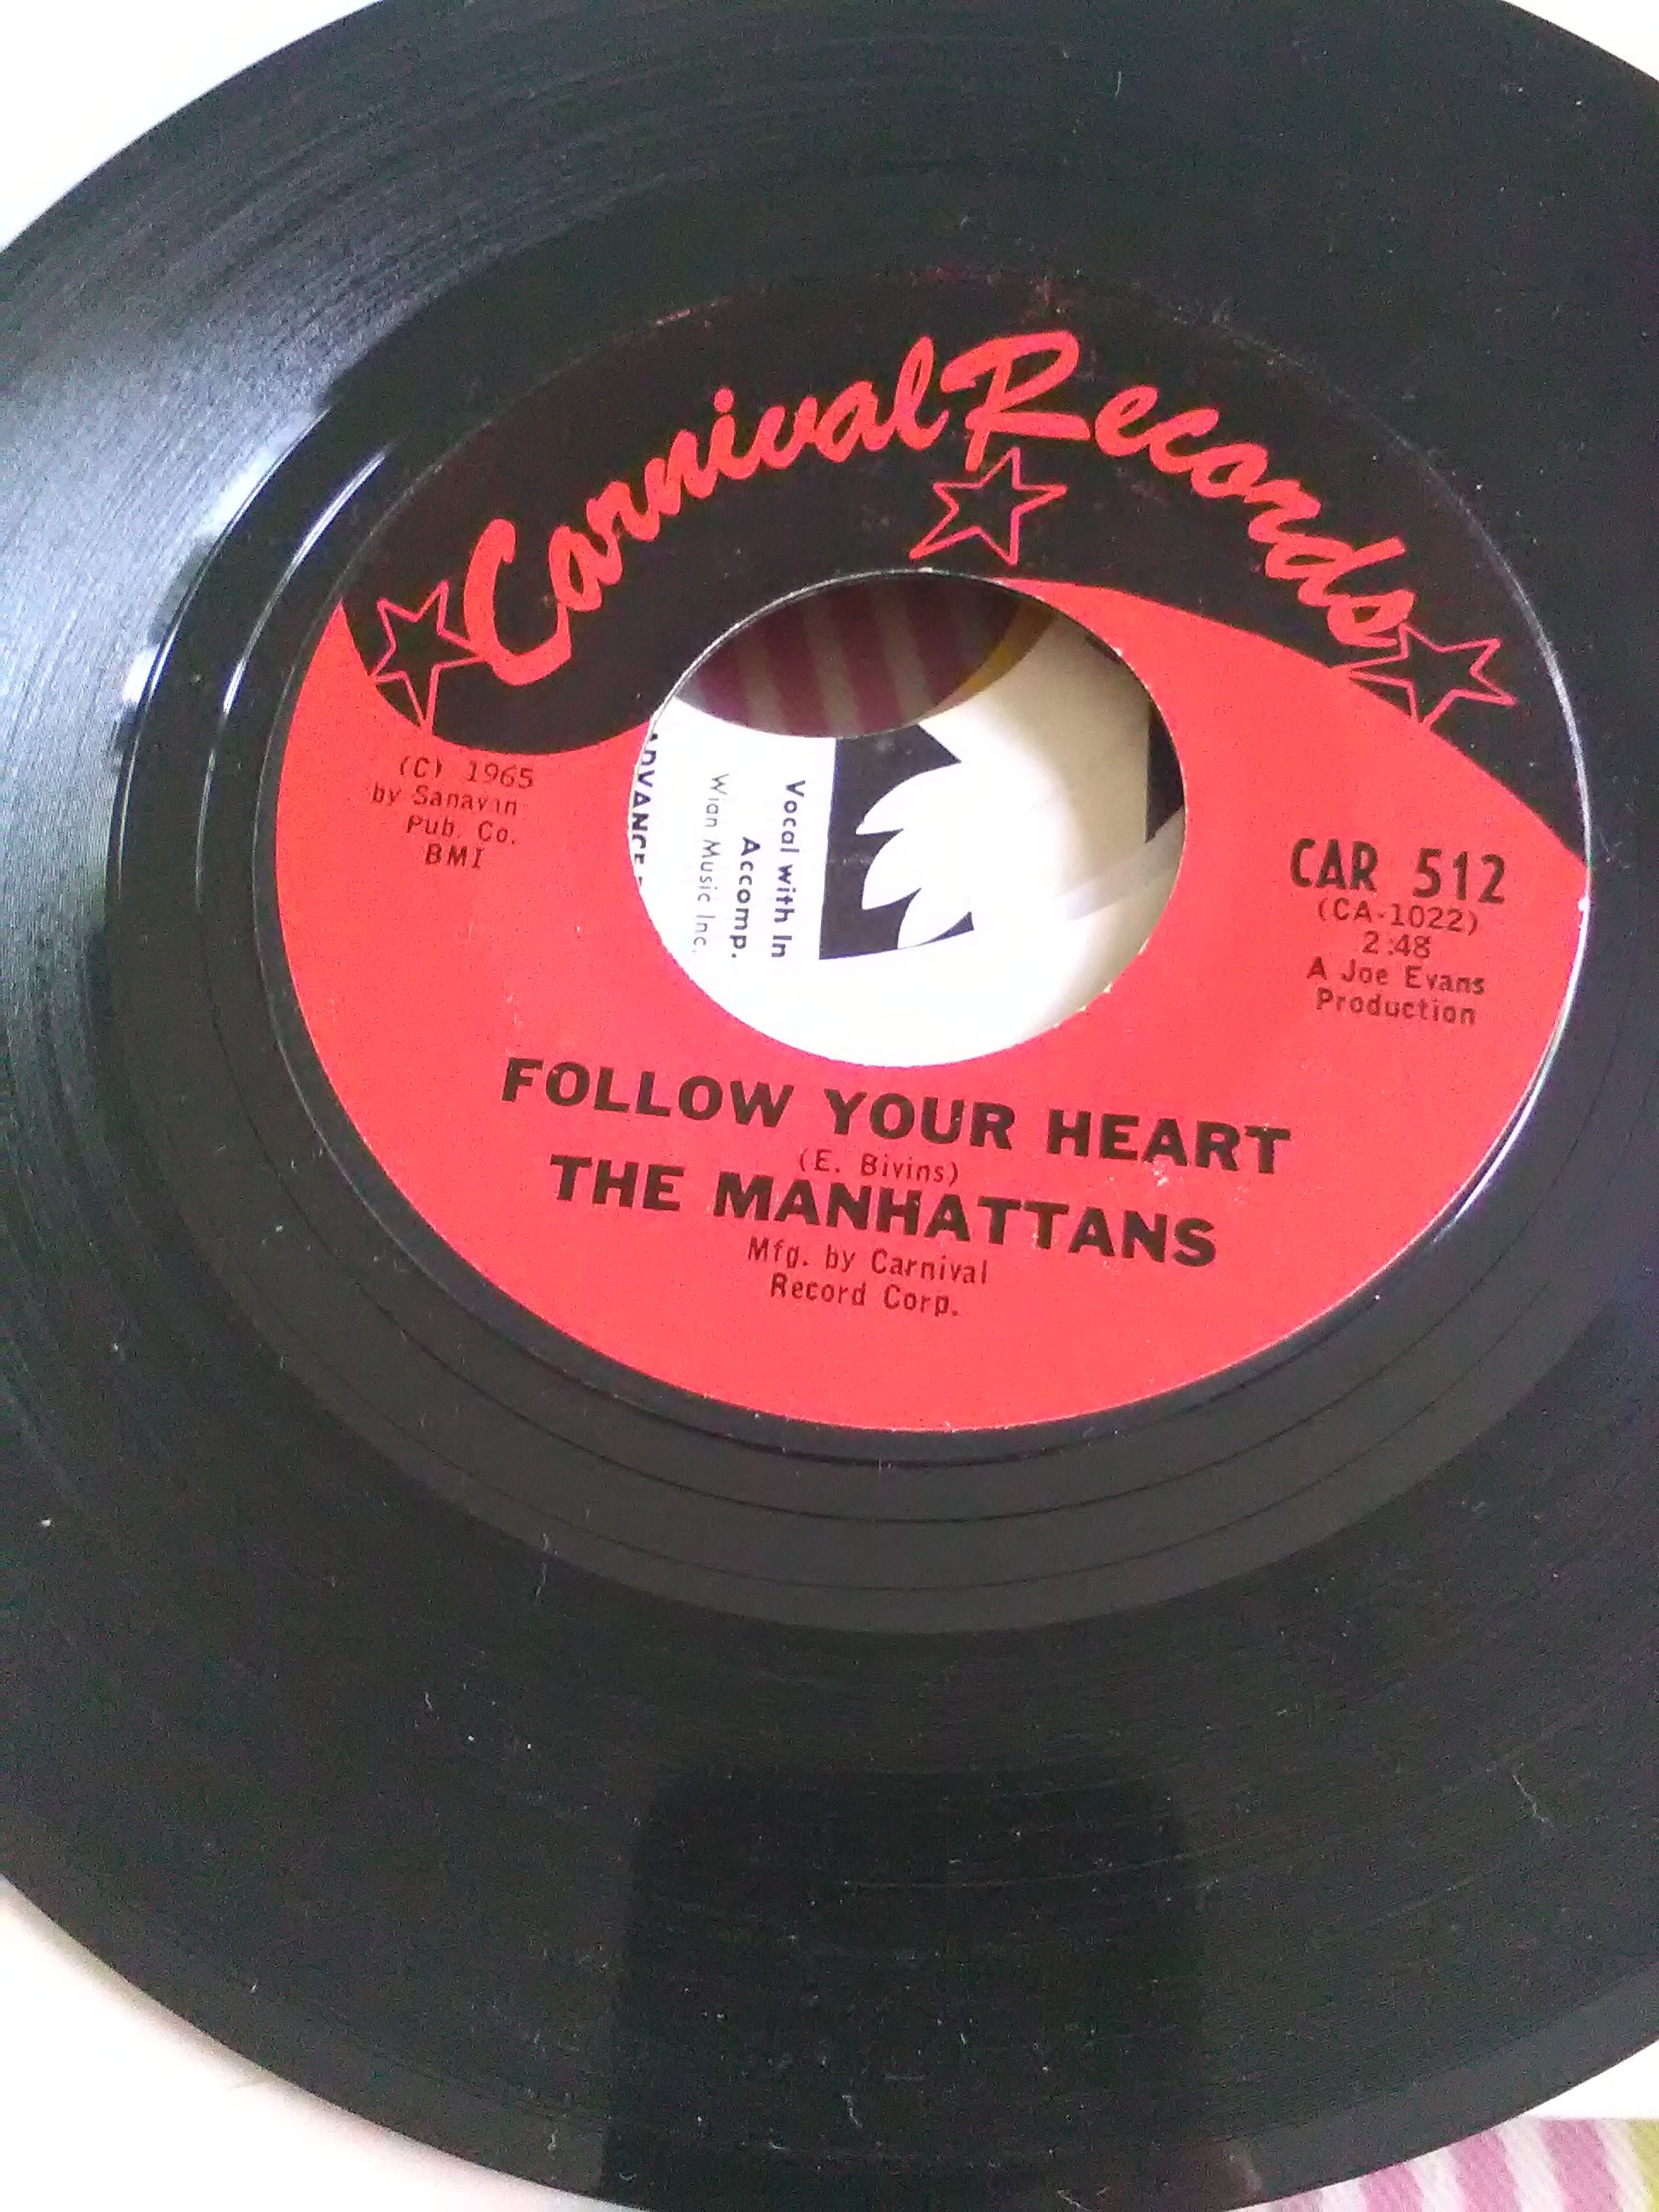 Carnival Records
(C) 1965
by Sanavan
Pub. Co.
BMI
CAR 512
(CA-1022)
2:48
A Joe Evans
Production
Vocal with In
Accomp.
Wian Music Inc.
FOLLOW YOUR HEART
(E. Bivins)
THE MANHATTANS
Mfg. by Carnival
Record Corp.